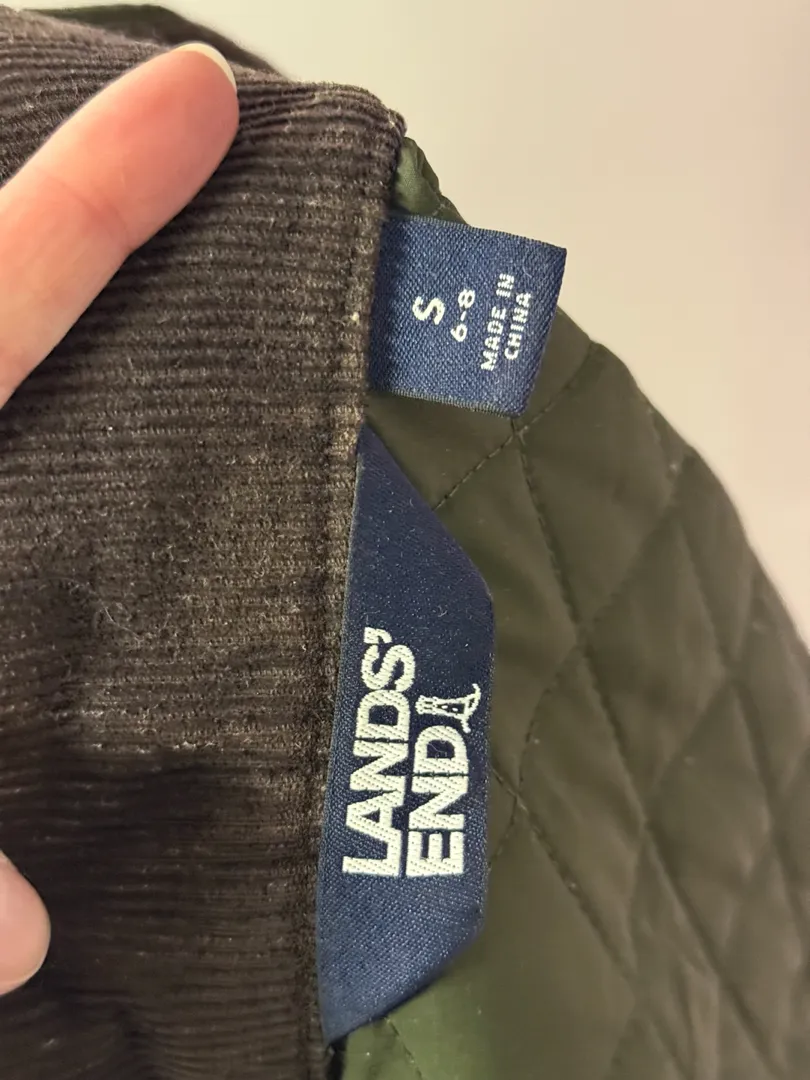 S
6-8
MADE IN
CHINA
LANDS'
END